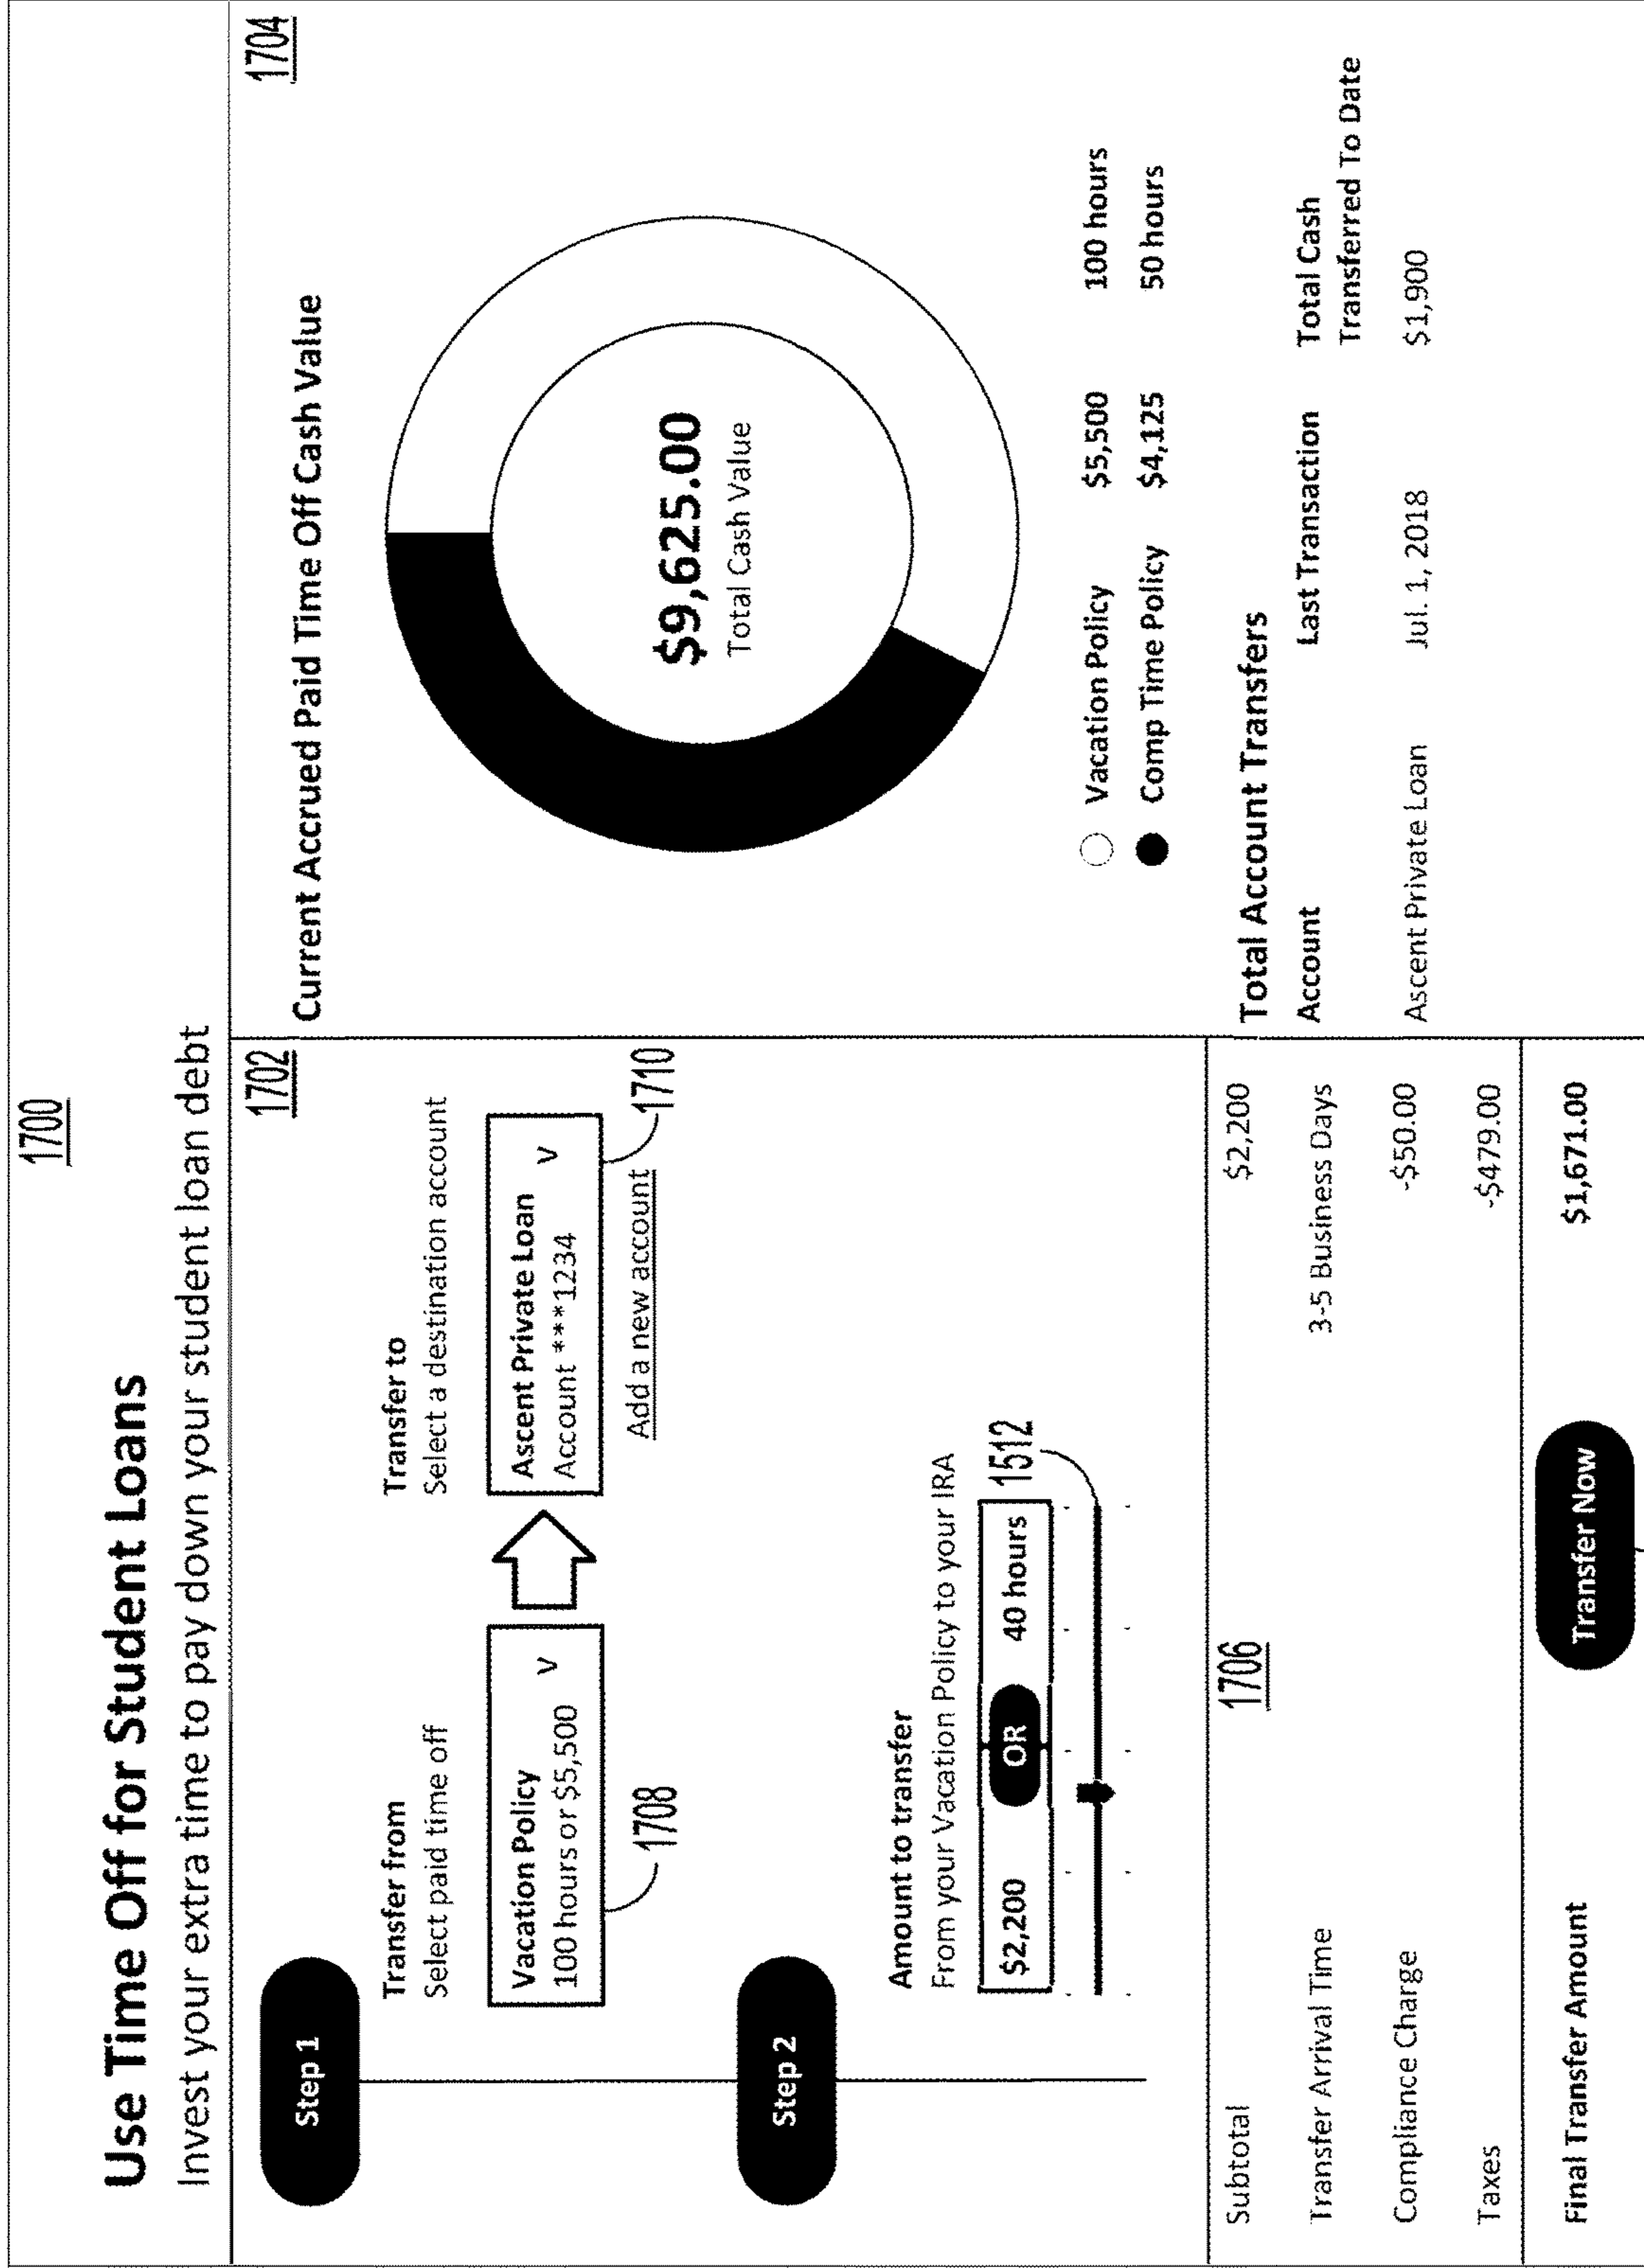 1700
Use Time Off for Student Loans
Invest your extra time to pay down your student loan debt
1702
Step 1
Transfer from
Select paid time off
Vacation Policy
100 hours or $5,500 V
1708
Transfer to
Select a destination account
Ascent Private Loan
Account ***1234 V
Add a new account
1710
Step 2
Amount to transfer
From your Vacation Policy to your IRA
$2,200 OR 40 hours
1512
1704
Current Accrued Paid Time Off Cash Value
$9,625.00
Total Cash Value
Vacation Policy $5,500 100 hours
Comp Time Policy $4,125 50 hours
Total Account Transfers
Account Last Transaction Total Cash
Transferred To Date
Ascent Private Loan Jul. 1, 2018 $1,900
1706
Subtotal $2,200
Transfer Arrival Time 3-5 Business Days
Compliance Charge -$50.00
Taxes -$479.00
Final Transfer Amount $1,671.00
Transfer Now